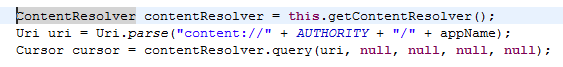 ContentResolver contentResolver = this.getContentResolver();
Uri uri = Uri.parse("content://" + AUTHORITY + "/" + appName);
Cursor cursor = contentResolver.query(uri, null, null, null, null);